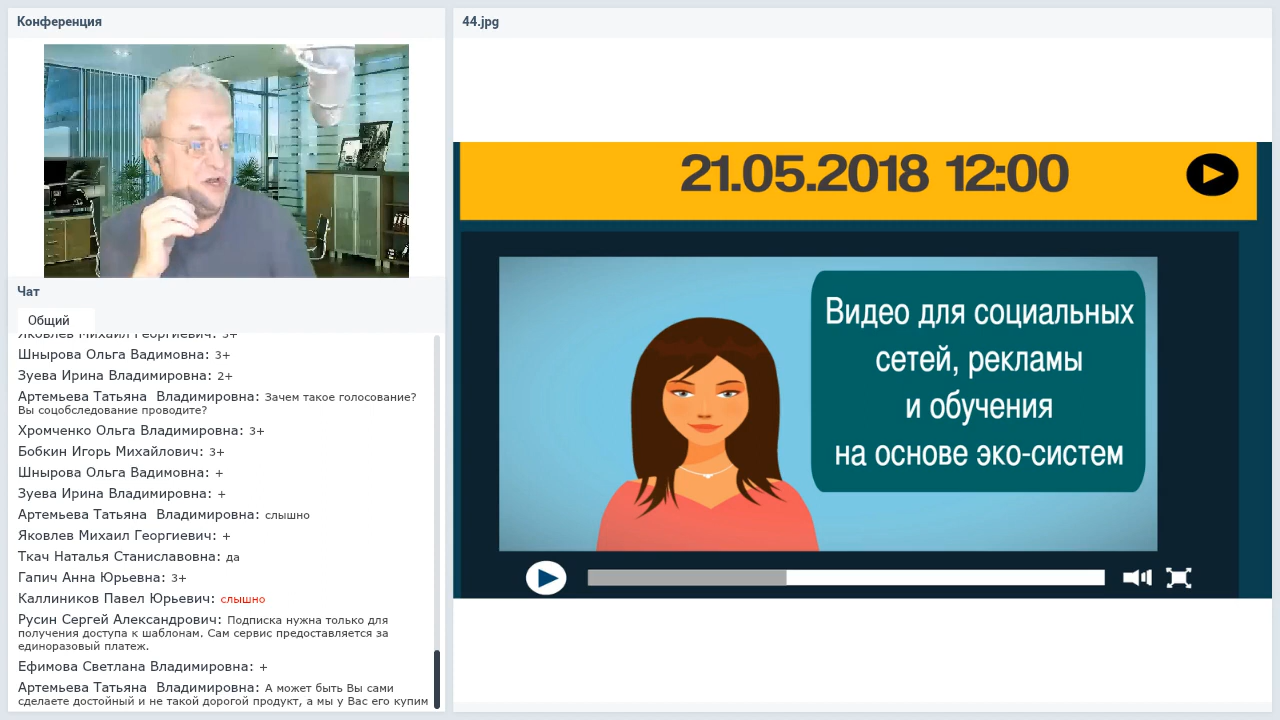 Конференция
44.jpg
Чат
Общий
Яковлев Михаил Георгиевич: 3+
Шнырова Ольга Вадимовна: 3+
Зуева Ирина Владимировна: 2+
Артемьева Татьяна  Владимировна: Зачем такое голосование?
Вы соцобследование проводите?
Хромченко Ольга Владимировна: 3+
Бобкин Игорь Михайлович: 3+
Шнырова Ольга Вадимовна: +
Зуева Ирина Владимировна: +
Артемьева Татьяна  Владимировна: слышно
Яковлев Михаил Георгиевич: +
Ткач Наталья Станиславовна: да
Гапич Анна Юрьевна: 3+
Каллиников Павел Юрьевич: слышно
Русин Сергей Александрович: Подписка нужна только для
получения доступа к шаблонам. Сам сервис предоставляется за
единоразовый платеж.
Ефимова Светлана Владимировна: +
Артемьева Татьяна  Владимировна: А может быть Вы сами
сделаете достойный и не такой дорогой продукт, а мы у Вас его купим
21.05.2018 12:00
Видео для социальных
сетей, рекламы
и обучения
на основе эко-систем